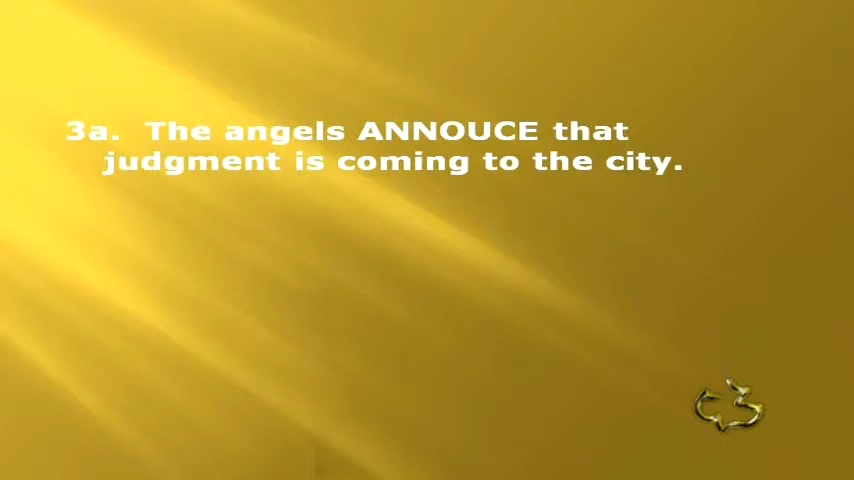 3a. The angels ANNOUCE that
judgment is coming to the city.